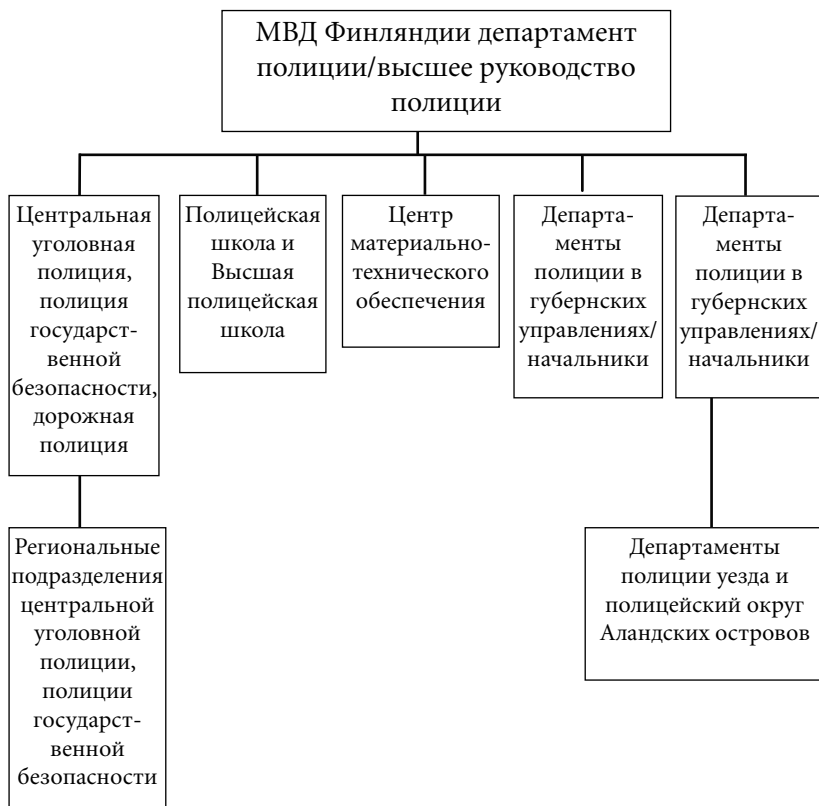 МВД Финляндии департамент
полиции/высшее руководство
полиции
Центральная
уголовная
полиция,
полиция
государст-
венной
безопасности,
дорожная
полиция
Полицейская
школа и
Высшая
полицейская
школа
Центр
материально-
технического
обеспечения
Департа-
менты
полиции в
губернских
управлениях/
начальники
Департа-
менты
полиции в
губернских
управлениях/
начальники
Региональные
подразделения
центральной
уголовной
полиции,
полиции
государст-
венной
безопасности
Департаменты
полиции уезда и
полицейский округ
Аландских островов